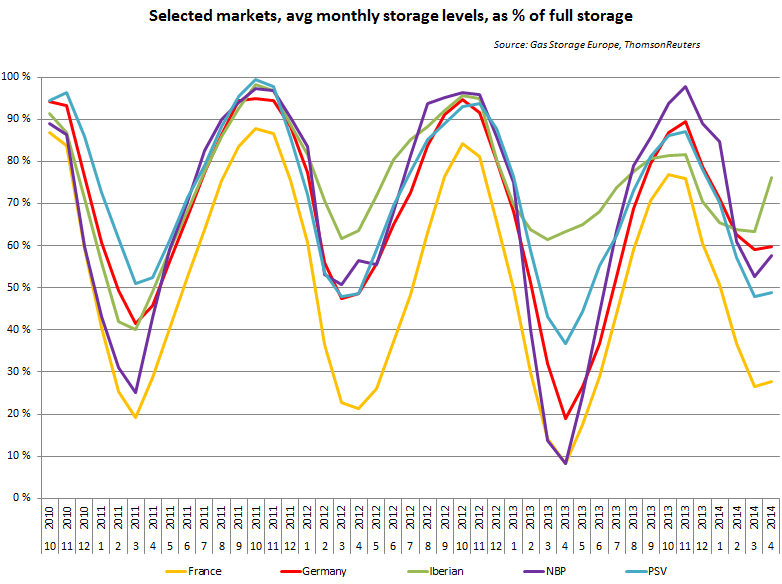 Selected markets, avg monthly storage levels, as % of full storage
Source: Gas Storage Europe, ThomsonReuters
100 %
90 %
80 %
70 %
60 %
50 %
40 %
30 %
20 %
10 %
0 %
2010 2010 2010 2011 2011 2011 2011 2011 2011 2011 2011 2011 2011 2011 2011 2012 2012 2012 2012 2012 2012 2012 2012 2012 2012 2012 2012 2013 2013 2013 2013 2013 2013 2013 2013 2013 2013 2013 2013 2014 2014 2014 2014
10 11 12 1 2 3 4 5 6 7 8 9 10 11 12 1 2 3 4 5 6 7 8 9 10 11 12 1 2 3 4 5 6 7 8 9 10 11 12 1 2 3 4
France Germany Iberian NBP PSV